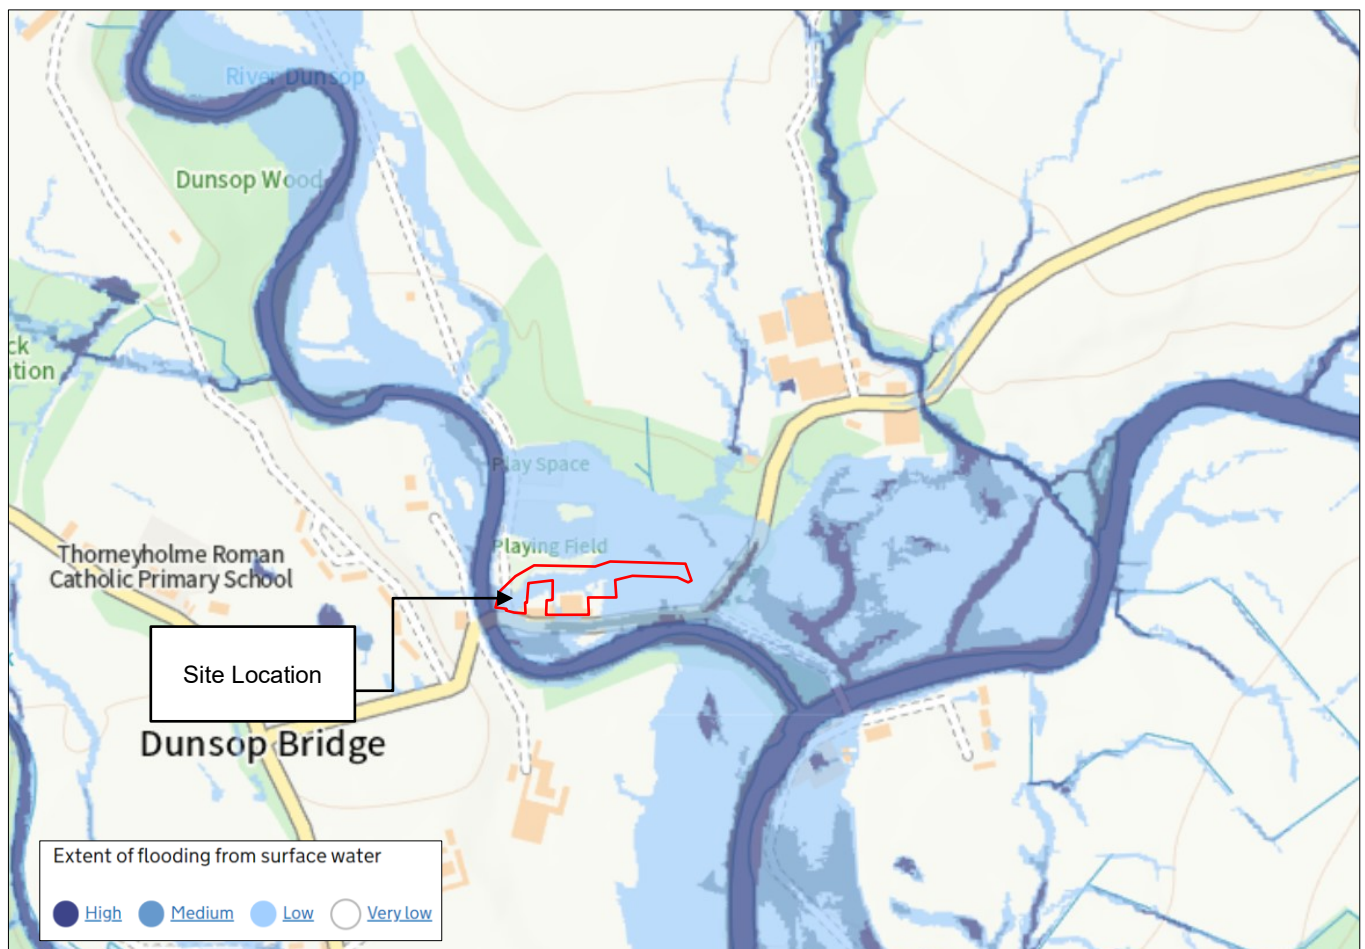 River Dunsop
Dunsop Wood
ck
tation
Play Space
Playing Field
Thorneyholme Roman
Catholic Primary School
Site Location
Dunsop Bridge
Extent of flooding from surface water
High
Medium
Low
Very low